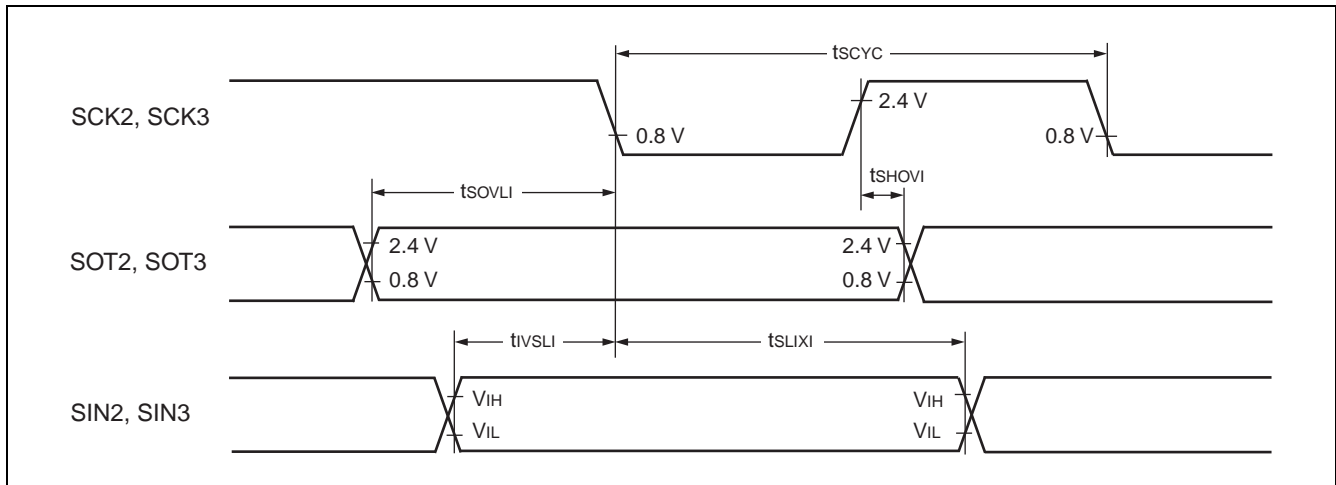 tSCYC
SCK2, SCK3
2.4 V
0.8 V
0.8 V
tSHOVI
tSOVLI
SOT2, SOT3
2.4 V
2.4 V
0.8 V
0.8 V
tIVSLI
tSLIXI
SIN2, SIN3
VIH
VIH
VIL
VIL